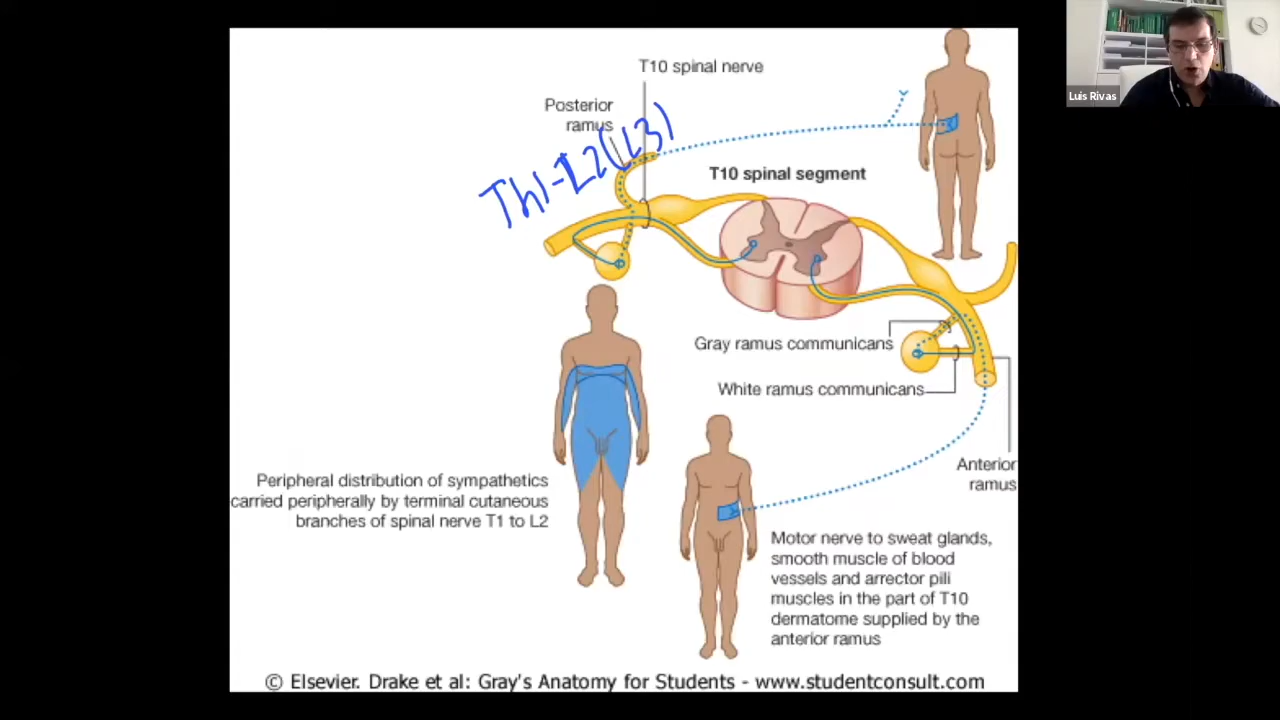 T10 spinal nerve
Posterior
ramus
Th1-L2(L3)
T10 spinal segment
Gray ramus communicans
White ramus communicans
Anterior
ramus
Peripheral distribution of sympathetics
carried peripherally by terminal cutaneous
branches of spinal nerve T1 to L2
Motor nerve to sweat glands,
smooth muscle of blood
vessels and arrector pili
muscles in the part of T10
dermatome supplied by the
anterior ramus
© Elsevier. Drake et al: Gray's Anatomy for Students - www.studentconsult.com
Luis Rivas